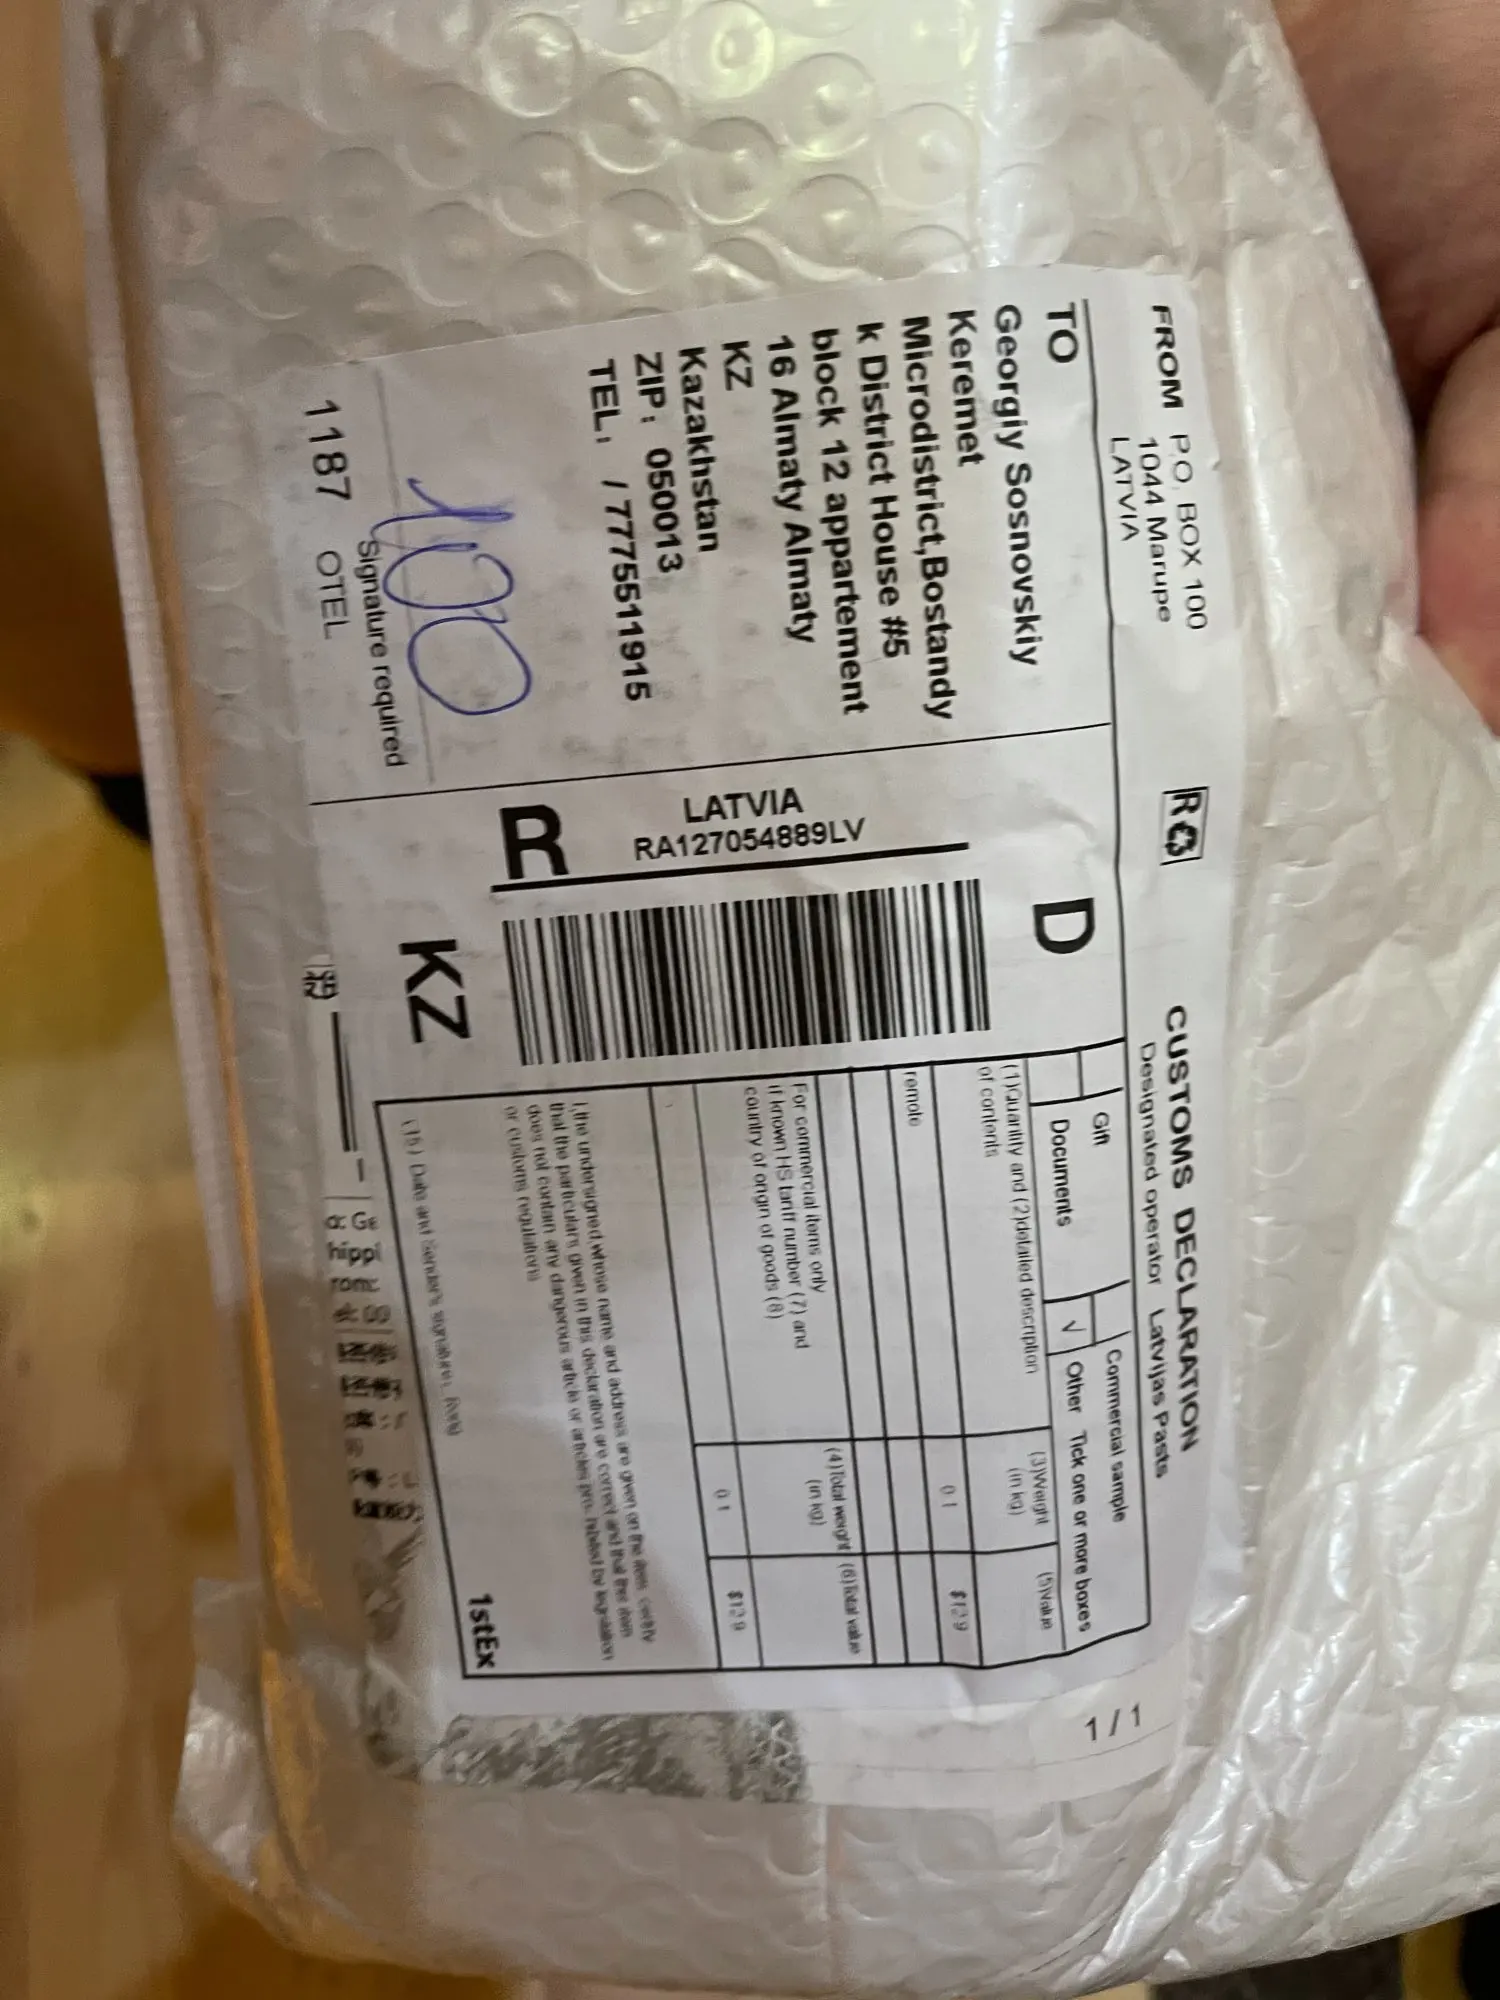 FROM P.O. BOX 100
1044 Marupe
LATVIA
R
CUSTOMS DECLARATION
Designated operator Latvijas Pasts
1/1
TO
Georgiy Sosnovskiy
Keremet
Microdistrict,Bostandy
k District House #5
block 12 appartement
16 Almaty Almaty
KZ
Kazakhstan
ZIP: 050013
TEL: /7775511915
100
Signature required
1187 OTEL
D
LATVIA
RA127054889LV
R
KZ
Gift
Commercial sample
Documents
√ Other Tick one or more boxes
(1)Quantity and (2)detailed description
of contents
(3)Weight
(in kg)
(5)Value
remote
0.1
$12.9
For commercial items only
if known HS tariff number (7) and
country of origin of goods (8)
(4)Total weight
(in kg)
(6)Total value
0.1
$12.9
I,the undersigned,whose name and address are given on the item certify
that the particulars given in this declaration are correct and that this item
does not contain any dangerous article or articles prohibited by legislation
or customs regulations
(15) Date and Sender's signature
1stEx